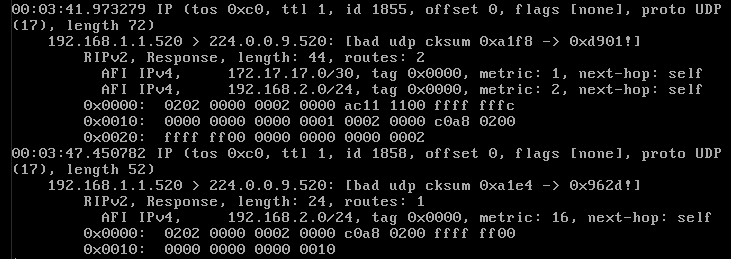 00:03:41.973279 IP (tos 0xc0, ttl 1, id 1855, offset 0, flags [none], proto UDP
(17), length 72)
192.168.1.1.520 > 224.0.0.9.520: [bad udp cksum 0xa1f8 -> 0xd901!]
RIPv2, Response, length: 44, routes: 2
AFI IPv4, 172.17.17.0/30, tag 0x0000, metric: 1, next-hop: self
AFI IPv4, 192.168.2.0/24, tag 0x0000, metric: 2, next-hop: self
0x0000: 0202 0000 0002 0000 ac11 1100 ffff fffc
0x0010: 0000 0000 0000 0001 0002 0000 c0a8 0200
0x0020: ffff ff00 0000 0000 0000 0002
00:03:47.450782 IP (tos 0xc0, ttl 1, id 1858, offset 0, flags [none], proto UDP
(17), length 52)
192.168.1.1.520 > 224.0.0.9.520: [bad udp cksum 0xa1e4 -> 0x962d!]
RIPv2, Response, length: 24, routes: 1
AFI IPv4, 192.168.2.0/24, tag 0x0000, metric: 16, next-hop: self
0x0000: 0202 0000 0002 0000 c0a8 0200 ffff ff00
0x0010: 0000 0000 0000 0010